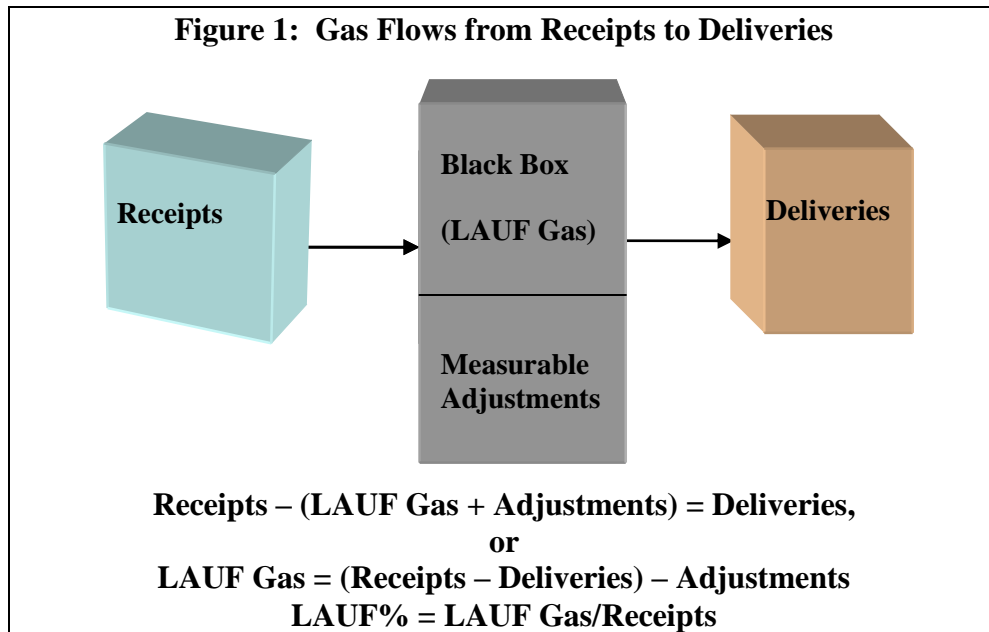 Figure 1:  Gas Flows from Receipts to Deliveries
Receipts
Black Box
(LAUF Gas)
Measurable
Adjustments
Deliveries
Receipts – (LAUF Gas + Adjustments) = Deliveries,
or
LAUF Gas = (Receipts – Deliveries) – Adjustments
LAUF% = LAUF Gas/Receipts